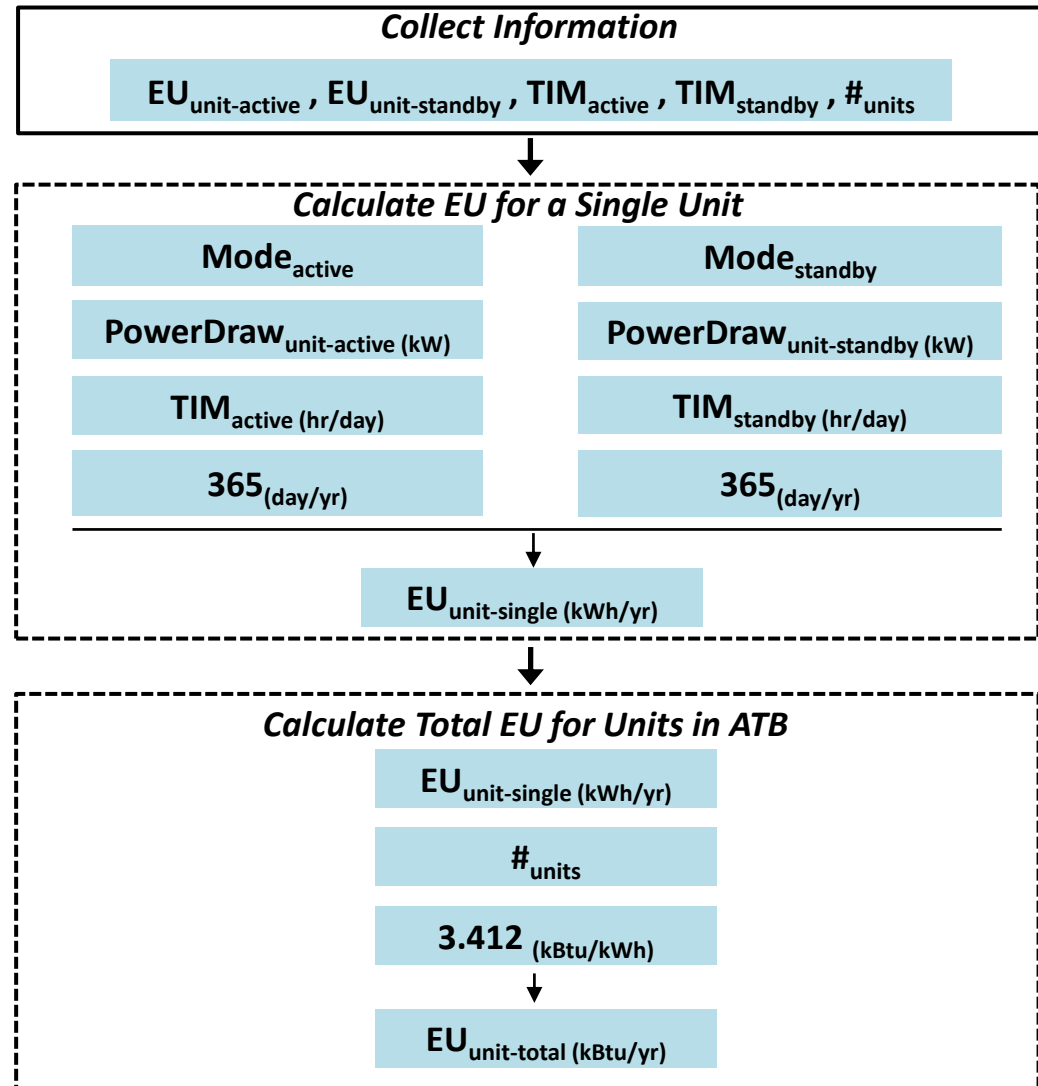 Collect Information
EUunit-active , EUunit-standby , TIMactive , TIMstandby , #units
Calculate EU for a Single Unit
Modeactive
PowerDrawunit-active (kW)
TIMactive (hr/day)
365(day/yr)
Modestandby
PowerDrawunit-standby (kW)
TIMstandby (hr/day)
365(day/yr)
EUunit-single (kWh/yr)
Calculate Total EU for Units in ATB
EUunit-single (kWh/yr)
#units
3.412 (kBtu/kWh)
EUunit-total (kBtu/yr)